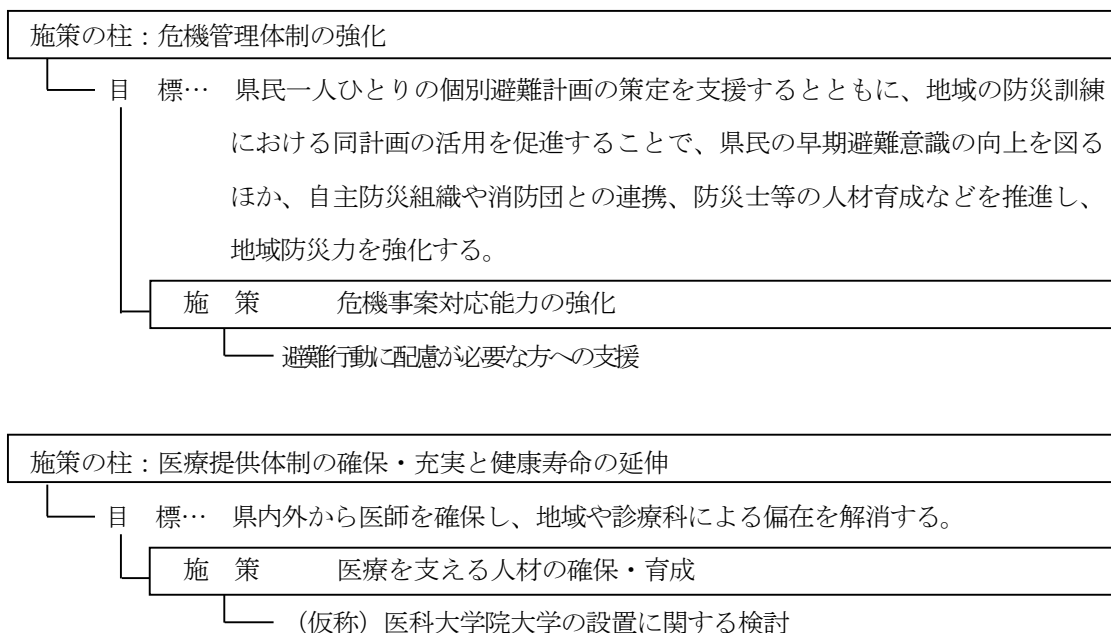 施策の柱：危機管理体制の強化
目　標…　県民一人ひとりの個別避難計画の策定を支援するとともに、地域の防災訓練
における同計画の活用を促進することで、県民の早期避難意識の向上を図る
ほか、自主防災組織や消防団との連携、防災士等の人材育成などを推進し、
地域防災力を強化する。
施　策　　危機事案対応能力の強化
避難行動に配慮が必要な方への支援
施策の柱：医療提供体制の確保・充実と健康寿命の延伸
目　標…　県内外から医師を確保し、地域や診療科による偏在を解消する。
施　策　　医療を支える人材の確保・育成
（仮称）医科大学院大学の設置に関する検討